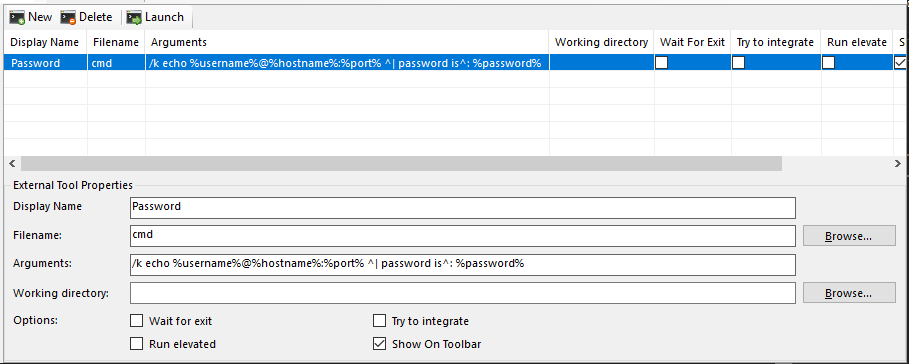 New Delete Launch
Display Name Filename Arguments Working directory Wait For Exit Try to integrate Run elevate S
Password cmd /k echo %username%@%hostname%:%port% ^| password is^: %password%
External Tool Properties
Display Name Password
Filename: cmd Browse...
Arguments: /k echo %username%@%hostname%:%port% ^| password is^: %password%
Working directory: Browse...
Options: Wait for exit Try to integrate
Run elevated Show On Toolbar